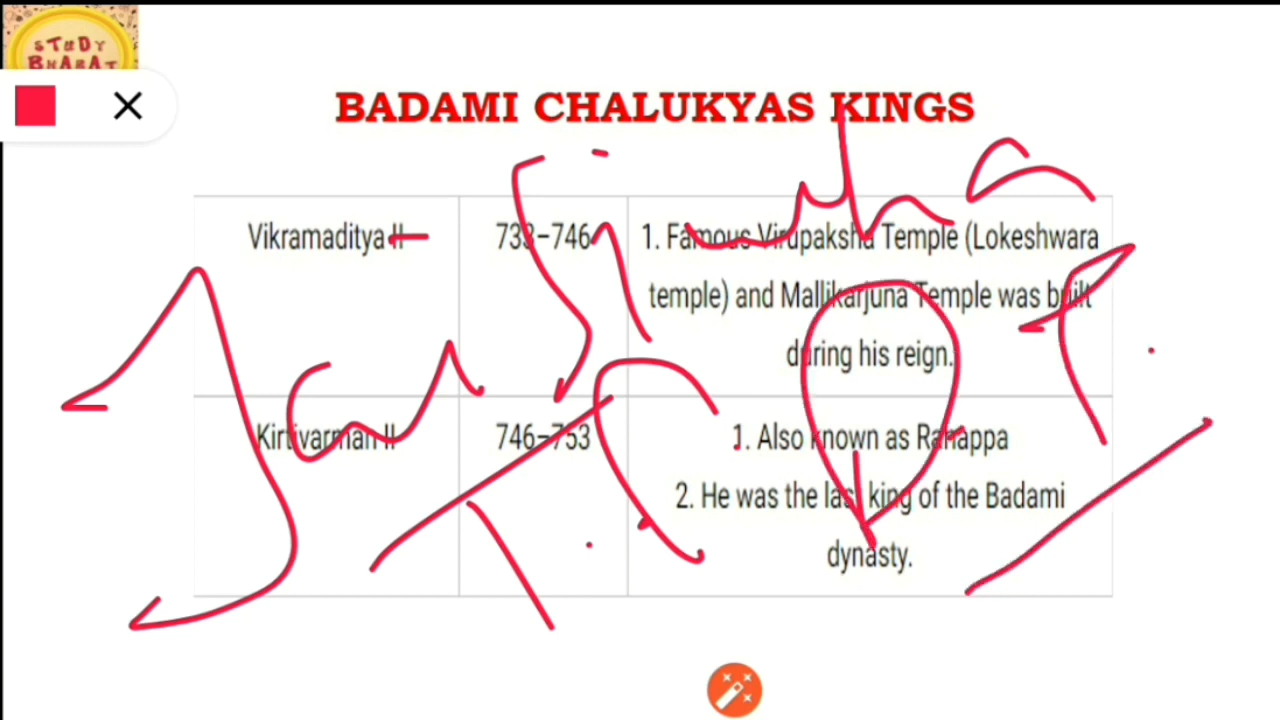 STUDY
BHARAT
BADAMI CHALUKYAS KINGS
Vikramaditya II 733–746 1. Famous Virupaksha Temple (Lokeshwara
temple) and Mallikarjuna Temple was built
during his reign.
Kirtivarman II 746–753 1. Also known as Rahappa
2. He was the last king of the Badami
dynasty.